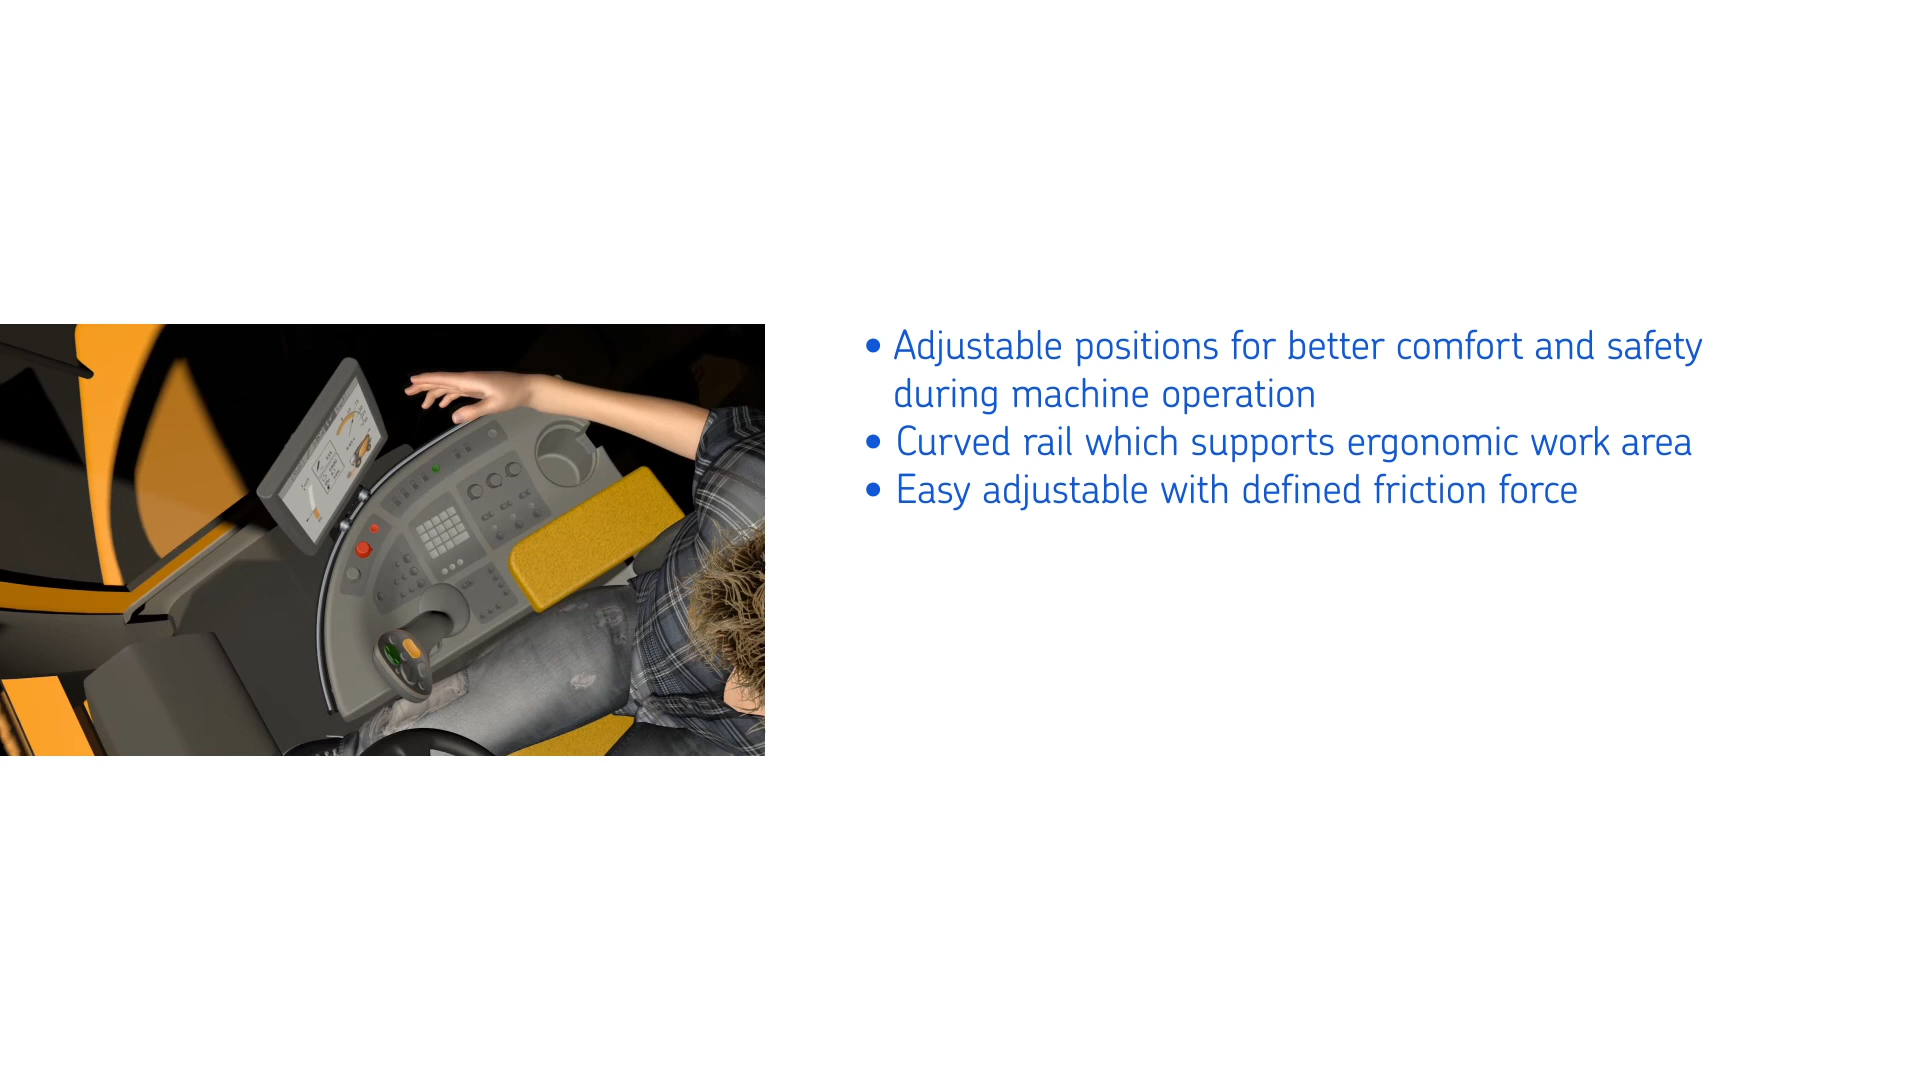 • Adjustable positions for better comfort and safety
during machine operation
• Curved rail which supports ergonomic work area
• Easy adjustable with defined friction force